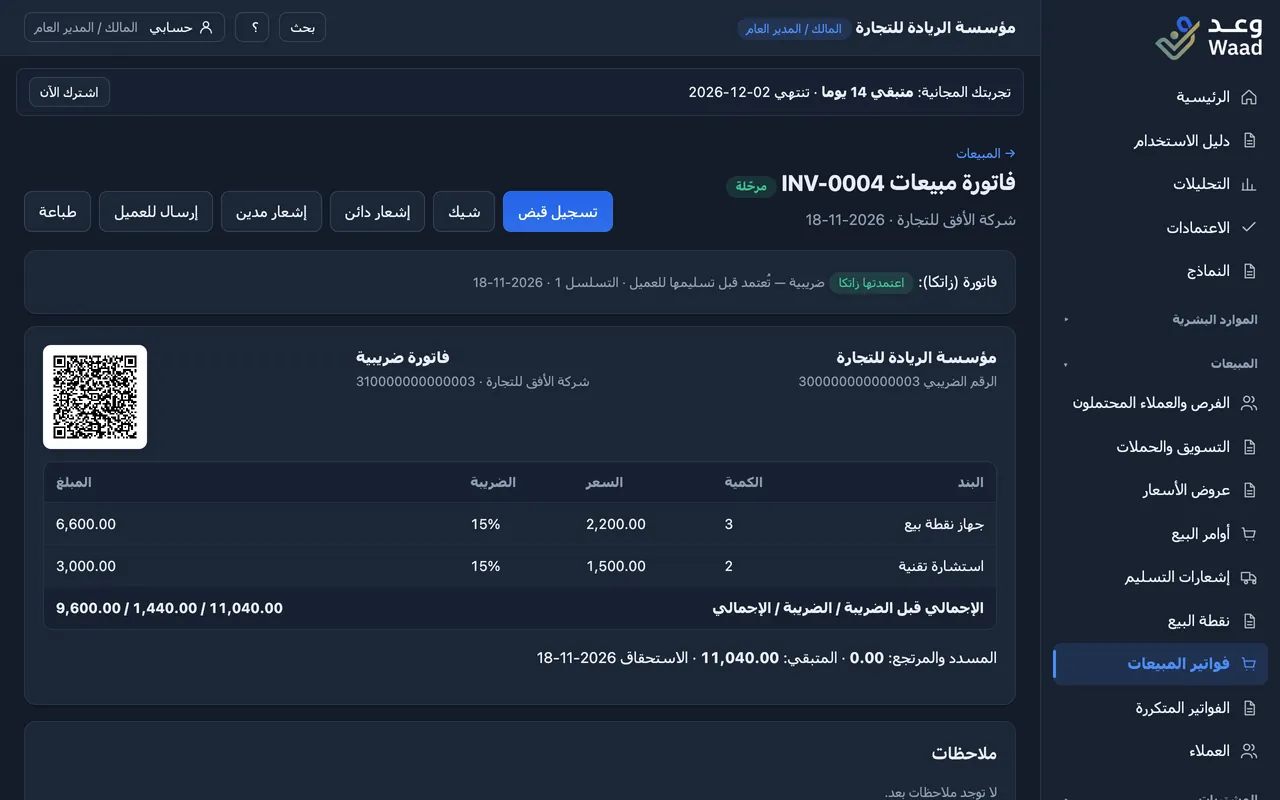 وعد
Waad
الرئيسية
دليل الاستخدام
التحليلات
الاعتمادات
النماذج
الموارد البشرية
المبيعات
الفرص والعملاء المحتملون
التسويق والحملات
عروض الأسعار
أوامر البيع
إشعارات التسليم
نقطة البيع
فواتير المبيعات
الفواتير المتكررة
العملاء
مؤسسة الريادة للتجارة المالك / المدير العام
بحث
؟
حسابي المالك / المدير العام
تجربتك المجانية: متبقي 14 يوما · تنتهي 02-12-2026
اشترك الآن
→ المبيعات
فاتورة مبيعات INV-0004 مرحّلة
شركة الأفق للتجارة · 18-11-2026
تسجيل قبض
شيك
إشعار دائن
إشعار مدين
إرسال للعميل
طباعة
فاتورة (زاتكا): اعتمدتها زاتكا ضريبية — تُعتمد قبل تسليمها للعميل · التسلسل 1 · 18-11-2026
مؤسسة الريادة للتجارة
الرقم الضريبي 300000000000003
فاتورة ضريبية
شركة الأفق للتجارة · 310000000000003
البند الكمية السعر الضريبة المبلغ
جهاز نقطة بيع 3 2,200.00 15% 6,600.00
استشارة تقنية 2 1,500.00 15% 3,000.00
الإجمالي قبل الضريبة / الضريبة / الإجمالي 9,600.00 / 1,440.00 / 11,040.00
المسدد والمرتجع: 0.00 · المتبقي: 11,040.00 · الاستحقاق 18-11-2026
ملاحظات
لا توجد ملاحظات بعد.